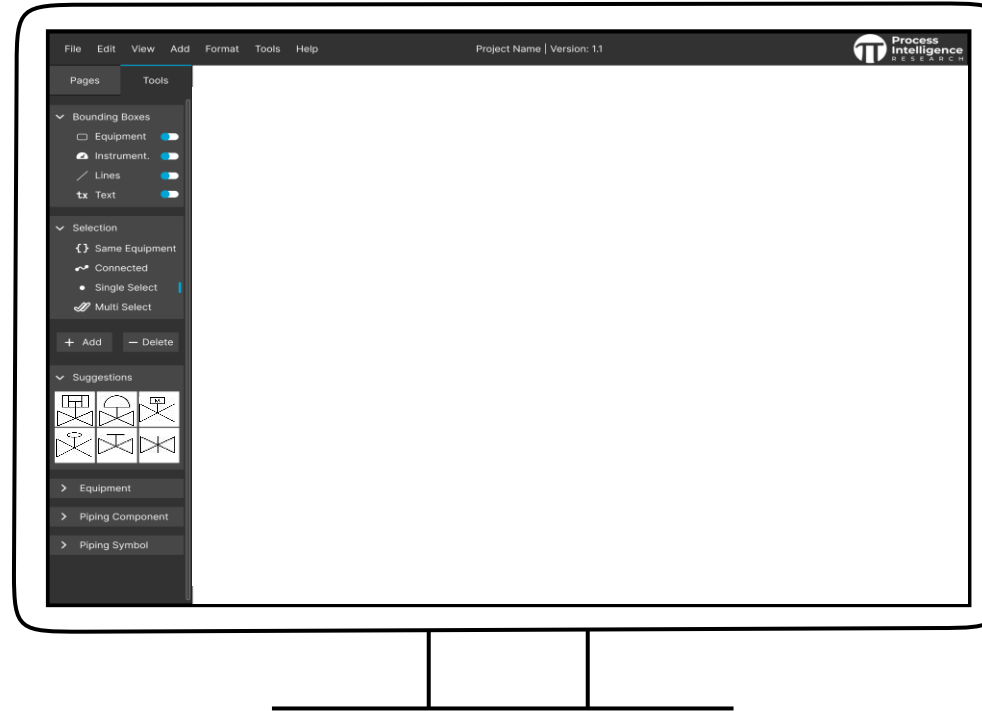 File Edit View Add Format Tools Help Project Name | Version: 1.1
Process
Intelligence
RESEARCH
Pages Tools
Bounding Boxes
Equipment
Instrument.
Lines
tx Text
Selection
{} Same Equipment
Connected
Single Select
Multi Select
+ Add — Delete
Suggestions
M
Equipment
Piping Component
Piping Symbol